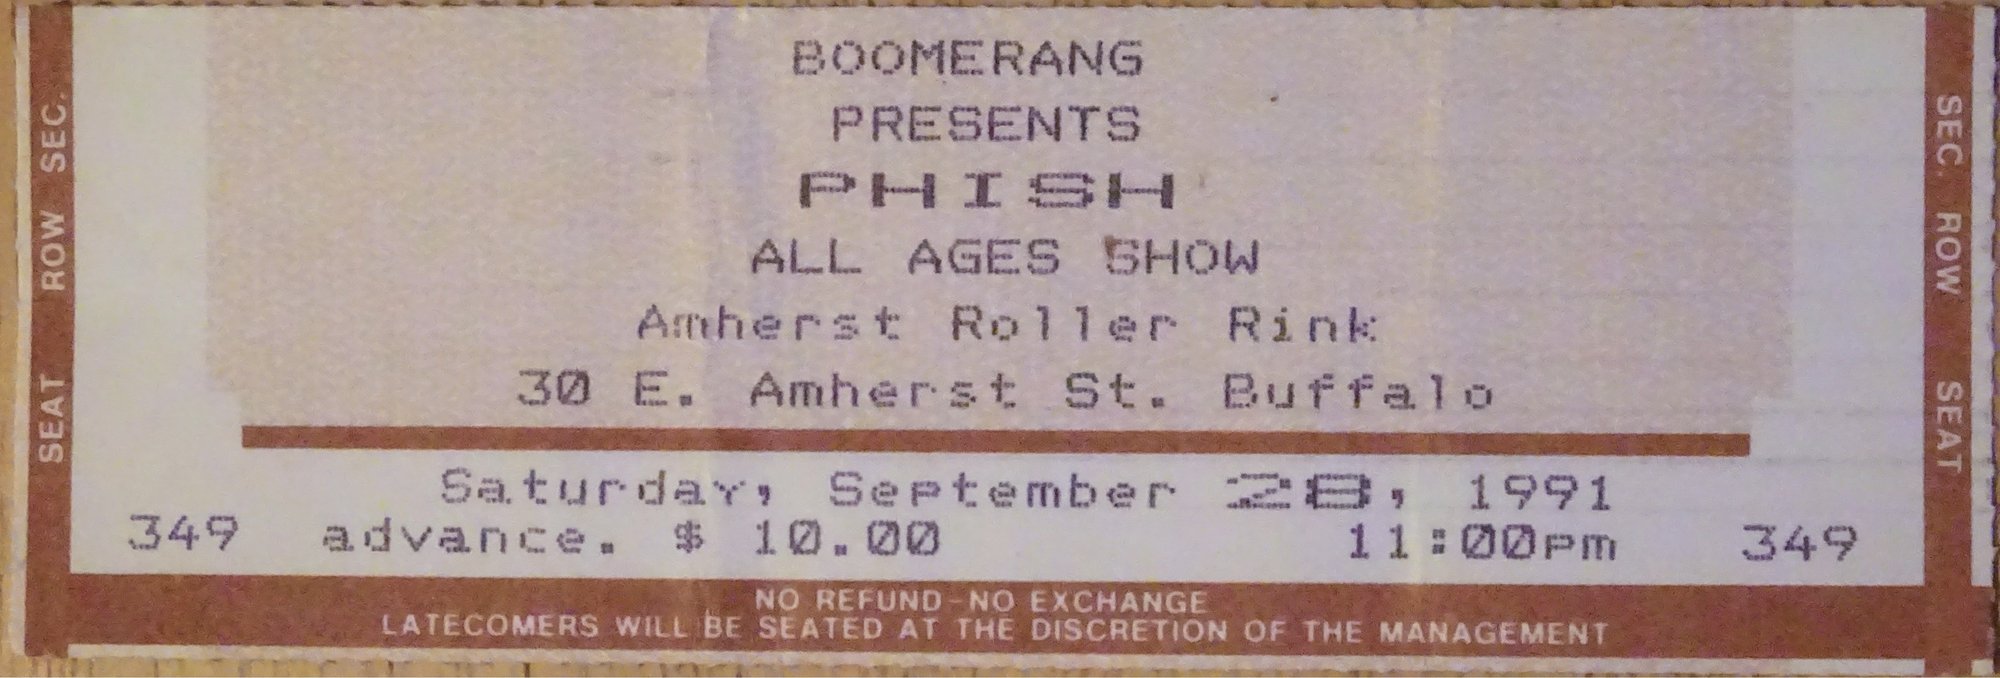 BOOMERANG
PRESENTS
PHISH
ALL AGES SHOW
Amherst Roller Rink
30 E. Amherst St. Buffalo
Saturday, September 28, 1991
349 advance. $ 10.00 11:00pm 349
NO REFUND-NO EXCHANGE
LATECOMERS WILL BE SEATED AT THE DISCRETION OF THE MANAGEMENT
SEAT ROW SEC.
SEC. ROW SEAT